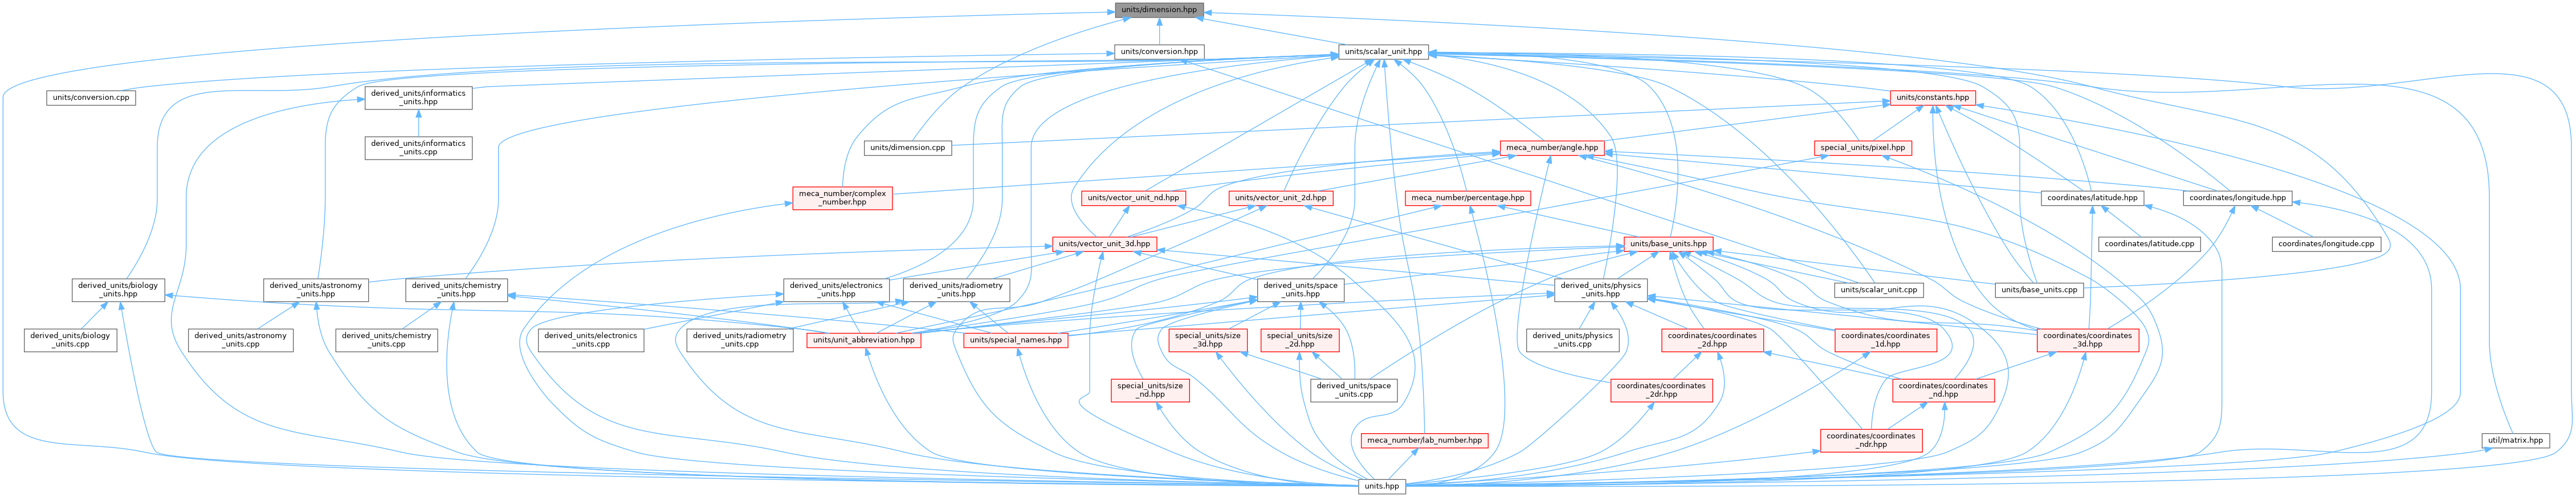 units/dimension.hpp
units/conversion.hpp
units/scalar_unit.hpp
units/conversion.cpp
derived_units/informatics
_units.hpp
units/constants.hpp
derived_units/informatics
_units.cpp
units/dimension.cpp
meca_number/angle.hpp
special_units/pixel.hpp
meca_number/complex
_number.hpp
units/vector_unit_nd.hpp
units/vector_unit_2d.hpp
meca_number/percentage.hpp
coordinates/latitude.hpp
coordinates/longitude.hpp
units/vector_unit_3d.hpp
units/base_units.hpp
coordinates/latitude.cpp
coordinates/longitude.cpp
derived_units/biology
_units.hpp
derived_units/astronomy
_units.hpp
derived_units/chemistry
_units.hpp
derived_units/electronics
_units.hpp
derived_units/radiometry
_units.hpp
derived_units/space
_units.hpp
derived_units/physics
_units.hpp
units/scalar_unit.cpp
units/base_units.cpp
derived_units/biology
_units.cpp
derived_units/astronomy
_units.cpp
derived_units/chemistry
_units.cpp
derived_units/electronics
_units.cpp
derived_units/radiometry
_units.cpp
units/unit_abbreviation.hpp
units/special_names.hpp
special_units/size
_3d.hpp
special_units/size
_2d.hpp
derived_units/physics
_units.cpp
coordinates/coordinates
_2d.hpp
coordinates/coordinates
_1d.hpp
coordinates/coordinates
_3d.hpp
special_units/size
_nd.hpp
derived_units/space
_units.cpp
coordinates/coordinates
_2dr.hpp
coordinates/coordinates
_nd.hpp
meca_number/lab_number.hpp
coordinates/coordinates
_ndr.hpp
util/matrix.hpp
units.hpp